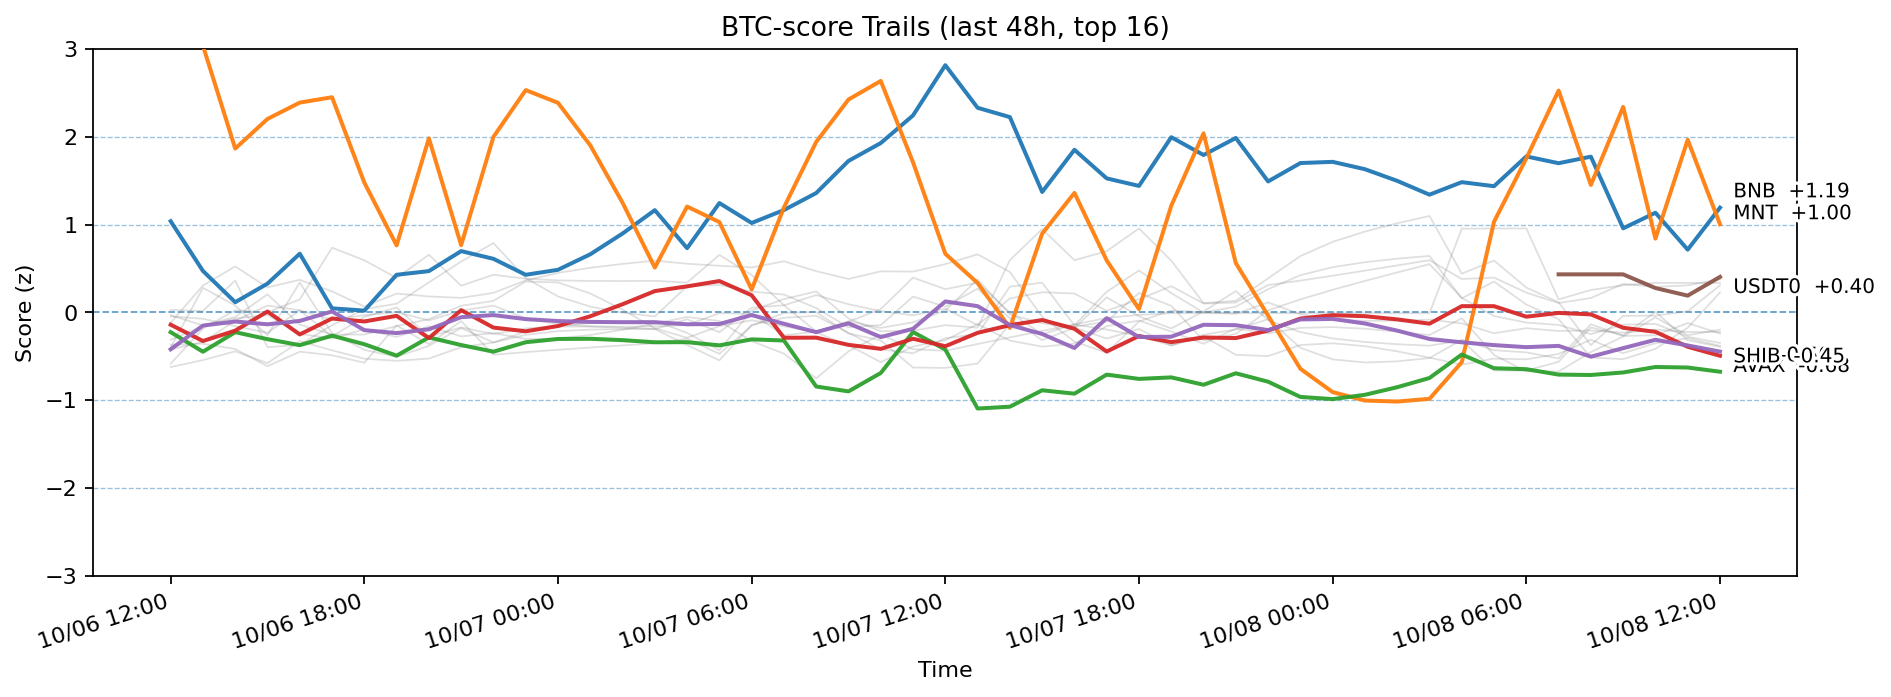 BTC-score Trails (last 48h, top 16)
Score (z)
3
2
1
0
−1
−2
−3
BNB +1.19
MNT +1.00
USDT0 +0.40
SHIB
0.45
AVAX
10/06 12:00
10/06 18:00
10/07 00:00
10/07 06:00
10/07 12:00
10/07 18:00
10/08 00:00
10/08 06:00
10/08 12:00
Time